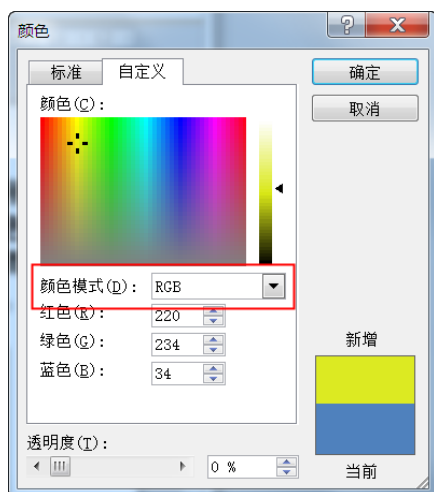 颜色
标准 自定义
确定
颜色(C):
取消
颜色模式(D): RGB
红色(R): 220
绿色(G): 234
蓝色(B): 34
新增
透明度(T):
0 %
当前